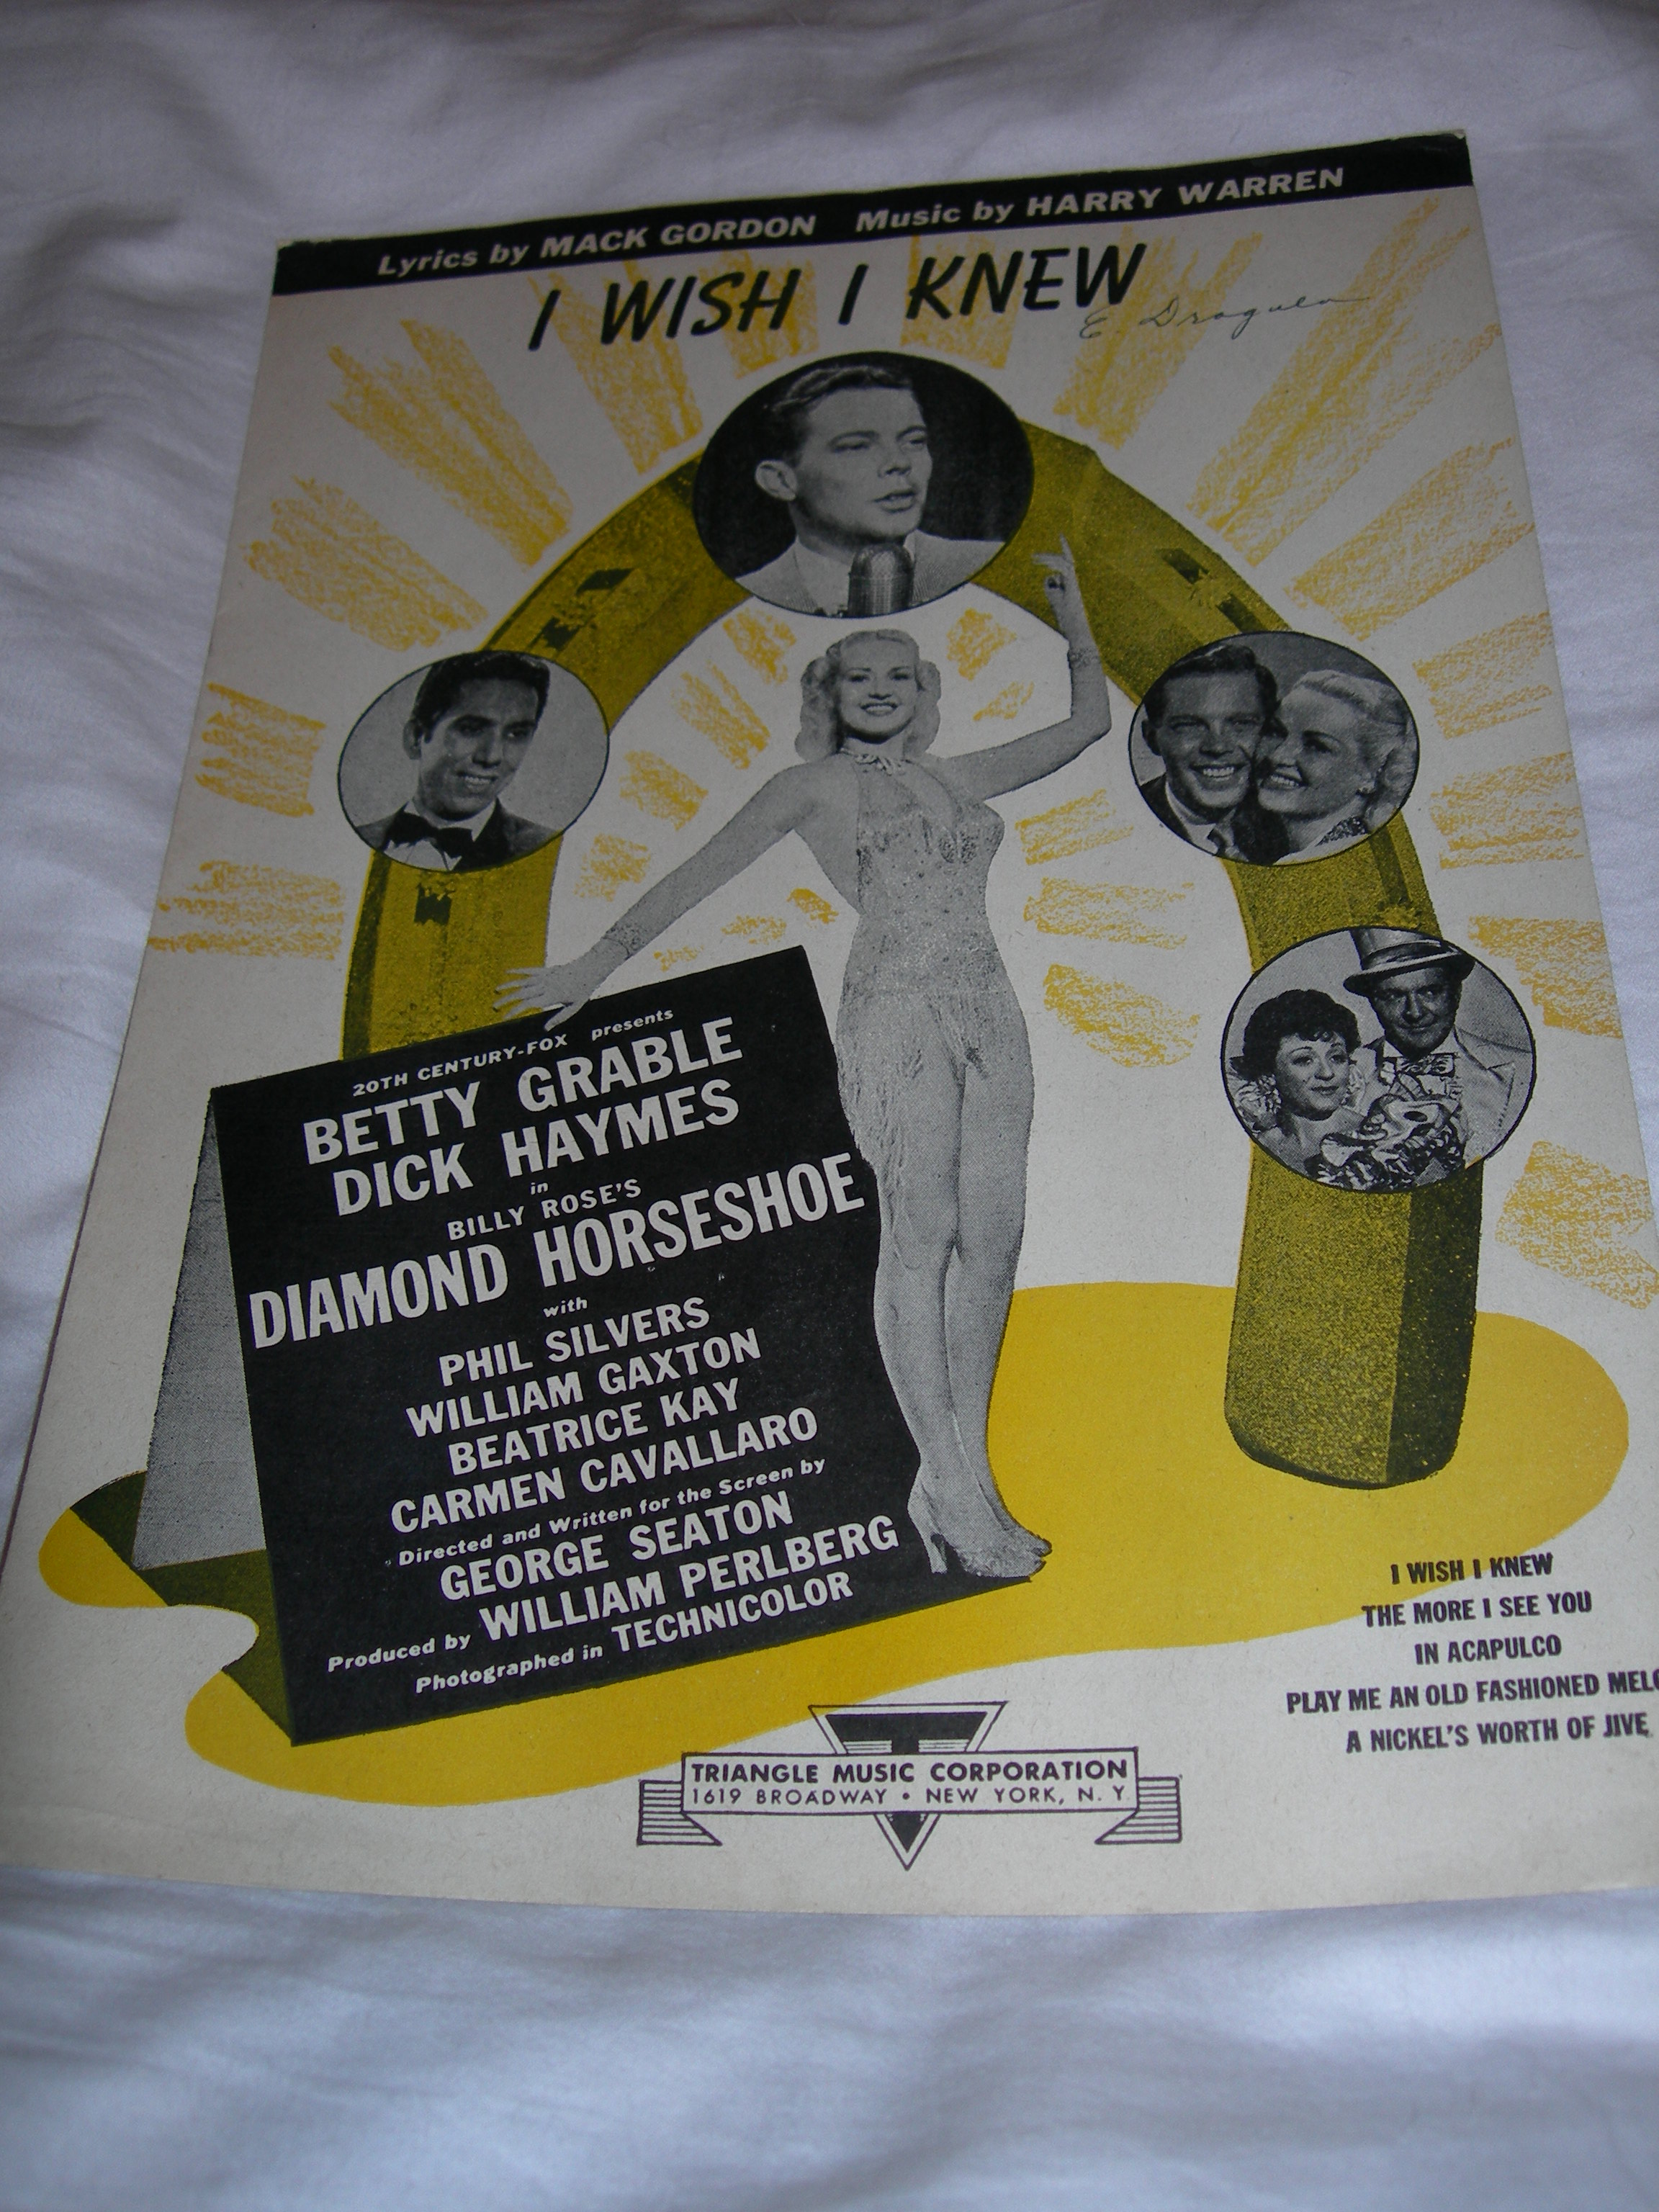 Lyrics by MACK GORDON Music by HARRY WARREN
I WISH I KNEW
20TH CENTURY-FOX presents
BETTY GRABLE
DICK HAYMES
in
BILLY ROSE'S
DIAMOND HORSESHOE
with
PHIL SILVERS
WILLIAM GAXTON
BEATRICE KAY
CARMEN CAVALLARO
Directed and Written for the Screen by
GEORGE SEATON
Produced by WILLIAM PERLBERG
Photographed in TECHNICOLOR
I WISH I KNEW
THE MORE I SEE YOU
IN ACAPULCO
PLAY ME AN OLD FASHIONED
A NICKEL'S WORTH OF JIVE
T
TRIANGLE MUSIC CORPORATION
1619 BROADWAY • NEW YORK, N. Y.